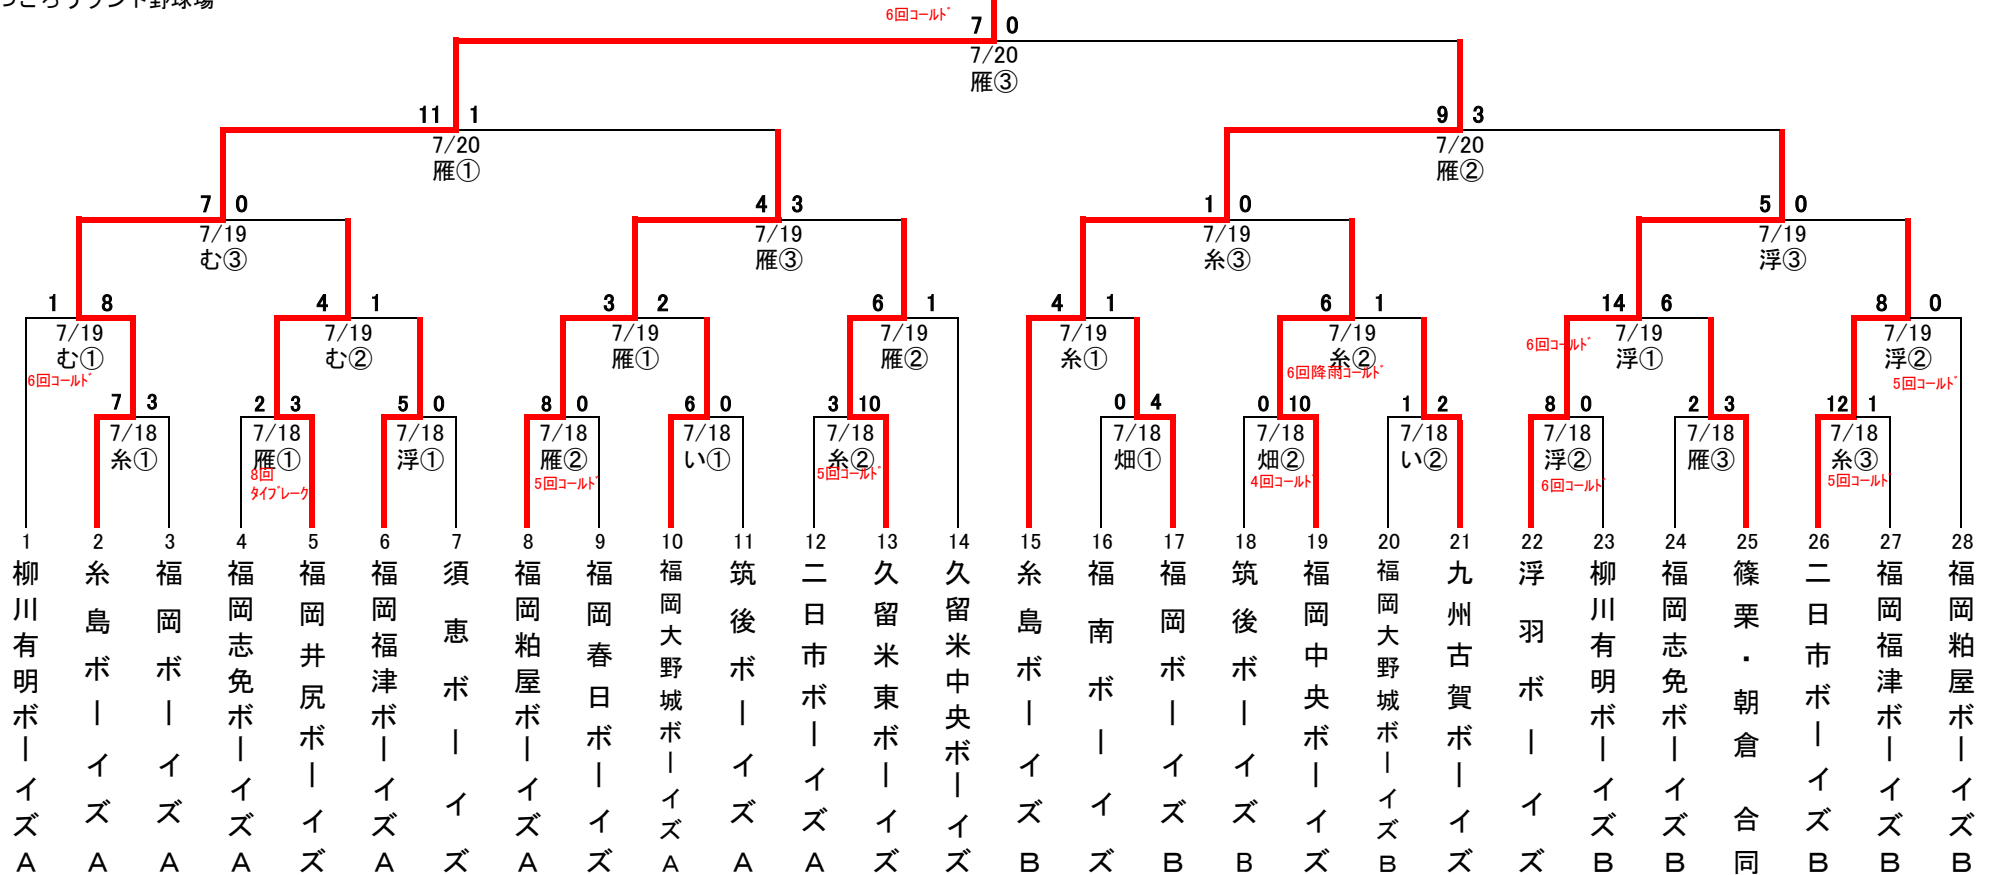 6回ｺｰﾙﾄﾞ
7 0
7/20
雁③
11 1
7/20
雁①
9 3
7/20
雁②
7 0
7/19
む③
4 3
7/19
雁③
1 0
7/19
糸③
5 0
7/19
浮③
1 8
7/19
む①
6回ｺｰﾙﾄﾞ
4 1
7/19
む②
3 2
7/19
雁①
6 1
7/19
雁②
4 1
7/19
糸①
6 1
7/19
糸②
6回降雨ｺｰﾙﾄﾞ
14 6
7/19
浮①
6回ｺｰﾙﾄﾞ
8 0
7/19
浮②
5回ｺｰﾙﾄﾞ
7 3
7/18
糸①
2 3
7/18
雁①
8回
ﾀｲﾌﾞﾚｰｸ
5 0
7/18
浮①
8 0
7/18
雁②
5回ｺｰﾙﾄﾞ
6 0
7/18
い①
3 10
7/18
糸②
5回ｺｰﾙﾄﾞ
0 4
7/18
畑①
0 10
7/18
畑②
4回ｺｰﾙﾄﾞ
1 2
7/18
い②
8 0
7/18
浮②
6回ｺｰﾙﾄﾞ
2 3
7/18
雁③
12 1
7/18
糸③
5回ｺｰﾙﾄﾞ
1 柳川有明ボーイズA
2 糸島ボーイズA
3 福岡ボーイズA
4 福岡志免ボーイズA
5 福岡井尻ボーイズ
6 福岡福津ボーイズA
7 須恵ボーイズ
8 福岡粕屋ボーイズA
9 福岡春日ボーイズ
10 福岡大野城ボーイズA
11 筑後ボーイズA
12 二日市ボーイズA
13 久留米東ボーイズ
14 久留米中央ボーイズ
15 糸島ボーイズB
16 福南ボーイズ
17 福岡ボーイズB
18 筑後ボーイズB
19 福岡中央ボーイズ
20 福岡大野城ボーイズB
21 九州古賀ボーイズ
22 浮羽ボーイズ
23 柳川有明ボーイズB
24 福岡志免ボーイズB
25 篠栗・朝倉 合同
26 二日市ボーイズB
27 福岡福津ボーイズB
28 福岡粕屋ボーイズB